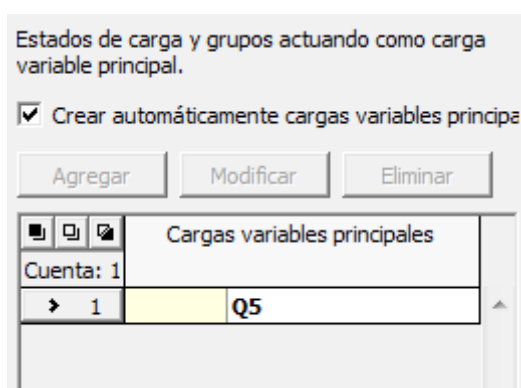 Estados de carga y grupos actuando como carga
variable principal.
Crear automáticamente cargas variables principa
Agregar Modificar Eliminar
Cargas variables principales
Cuenta: 1
1 Q5